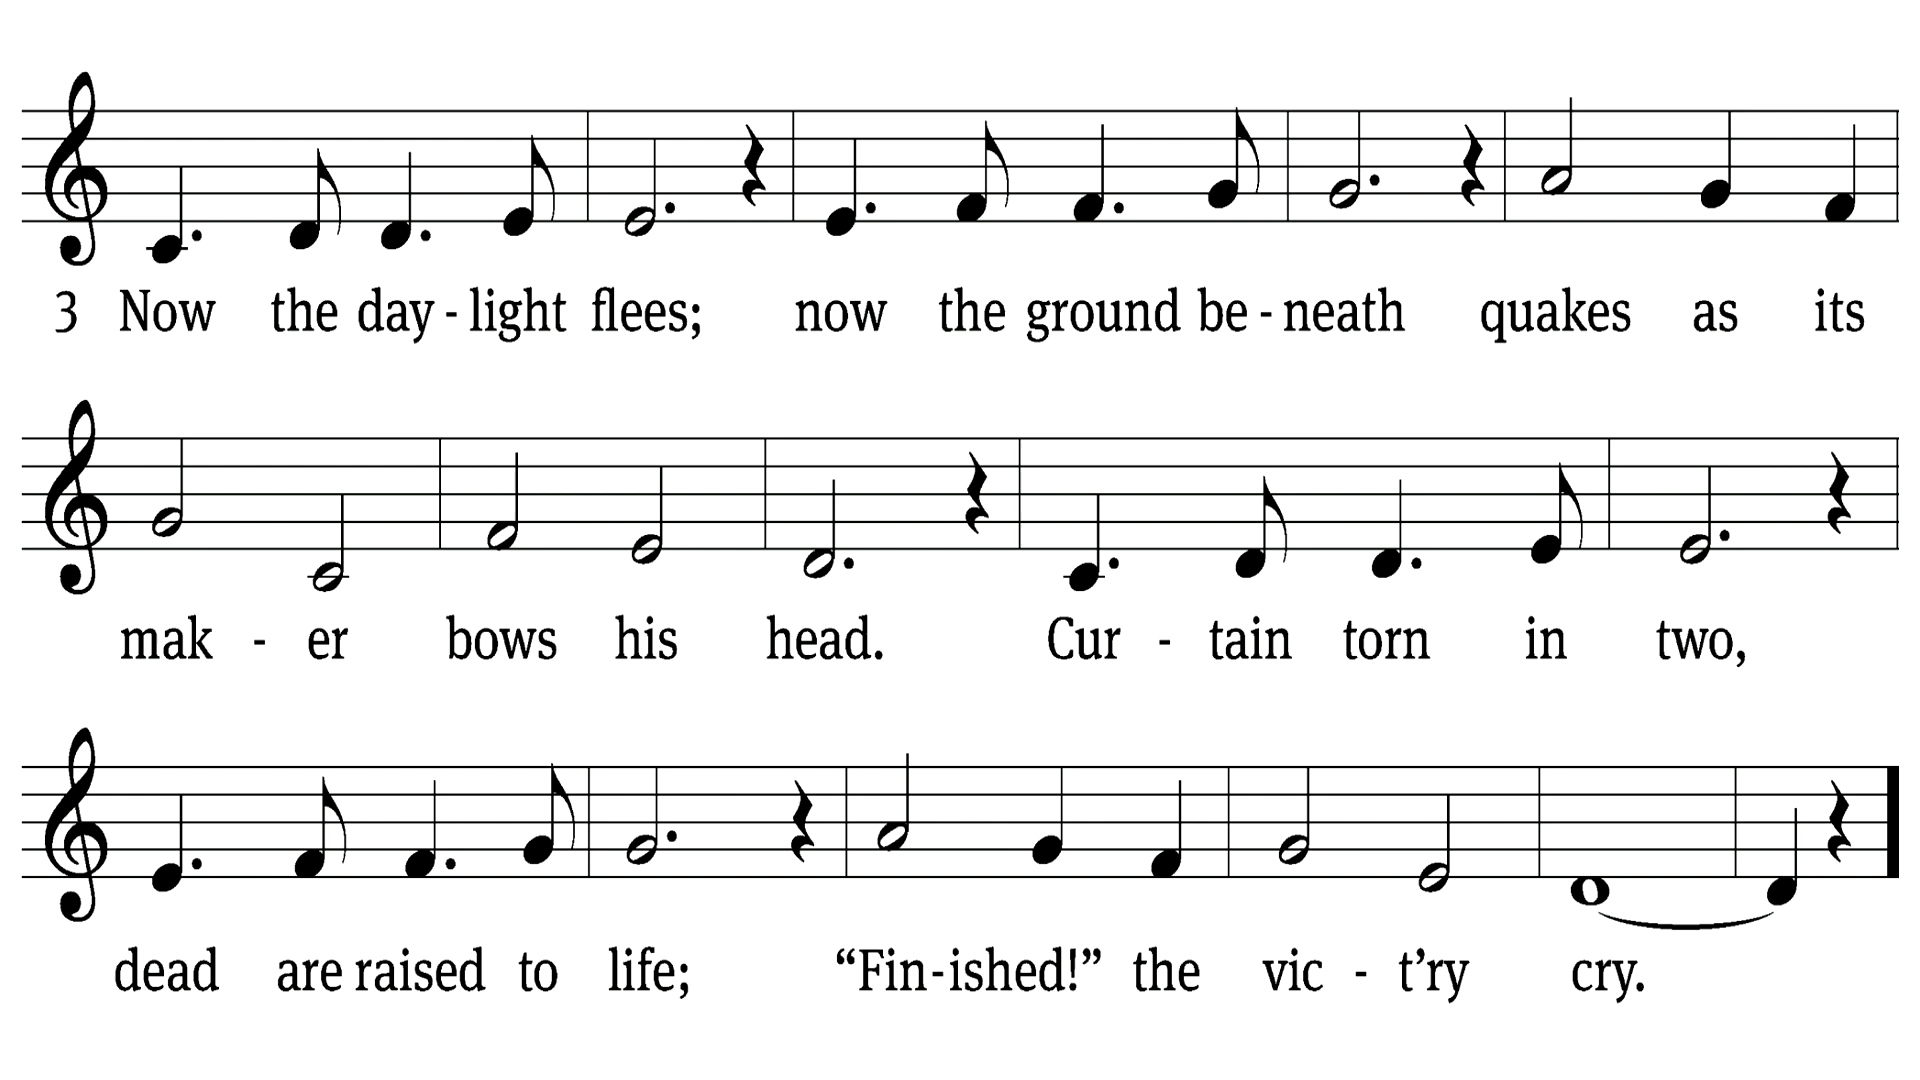 3 Now the day - light flees; now the ground be - neath quakes as its
mak - er bows his head. Cur - tain torn in two,
dead are raised to life; “Fin - ished!” the vic - t’ry cry.